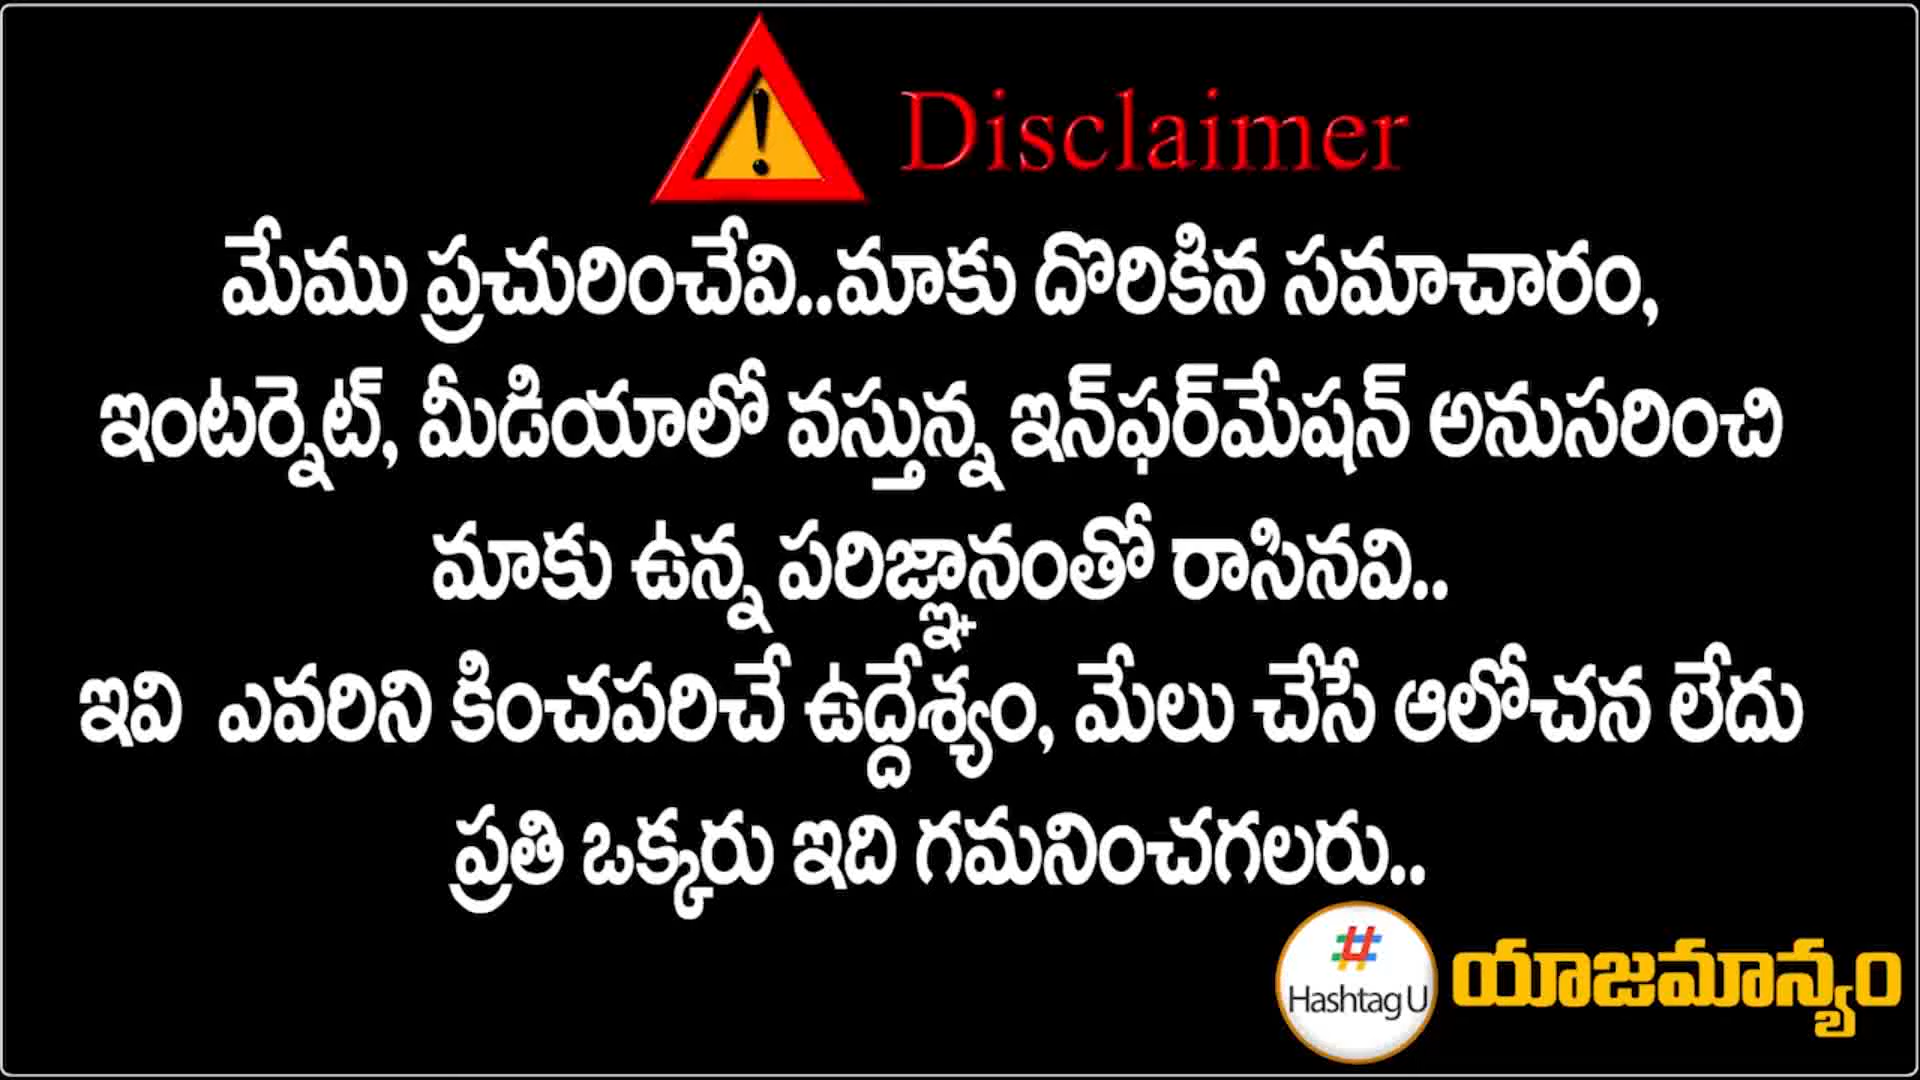 Disclaimer
మేము ప్రచురించేవి..మాకు దొరికిన సమాచారం,
ఇంటర్నెట్, మీడియాలో వస్తున్న ఇన్‌ఫర్‌మేషన్ అనుసరించి
మాకు ఉన్న పరిజ్ఞానంతో రాసినవి..
ఇవి ఎవరిని కించపరిచే ఉద్దేశ్యం, మేలు చేసే ఆలోచన లేదు
ప్రతి ఒక్కరు ఇది గమనించగలరు..
Hashtag U
యాజమాన్యం